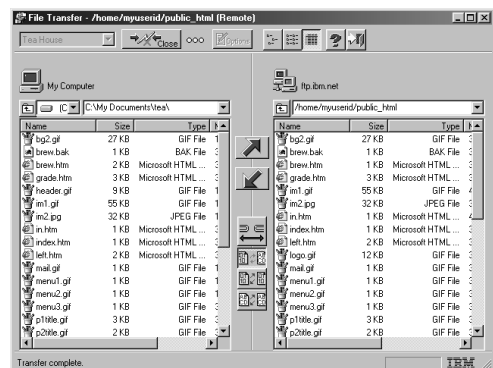 File Transfer - /home/myuserid/public_html (Remote)
Tea House Close Options
My Computer
(C C:\My Documents\tea\
Name Size Type
bg2.gif 27 KB GIF File
brew.bak 1 KB BAK File
brew.htm 2 KB Microsoft HTML ...
grade.htm 3 KB Microsoft HTML ...
header.gif 9 KB GIF File
im1.gif 55 KB GIF File
im2.jpg 32 KB JPEG File
in.htm 1 KB Microsoft HTML ...
index.htm 1 KB Microsoft HTML ...
left.htm 2 KB Microsoft HTML ...
mail.gif 1 KB GIF File
menu1.gif 1 KB GIF File
menu2.gif 1 KB GIF File
menu3.gif 1 KB GIF File
p1title.gif 3 KB GIF File
p2title.gif 2 KB GIF File
ftp.ibm.net
/home/myuserid/public_html
Name Size Type
bg2.gif 27 KB GIF File
brew.bak 1 KB BAK File
brew.htm 2 KB Microsoft HTML ...
grade.htm 3 KB Microsoft HTML ...
im1.gif 55 KB GIF File
im2.jpg 32 KB JPEG File
in.htm 1 KB Microsoft HTML ...
index.htm 1 KB Microsoft HTML ...
left.htm 2 KB Microsoft HTML ...
logo.gif 12 KB GIF File
mail.gif 1 KB GIF File
menu1.gif 1 KB GIF File
menu2.gif 1 KB GIF File
menu3.gif 1 KB GIF File
p1title.gif 3 KB GIF File
p2title.gif 2 KB GIF File
Transfer complete.
IBM